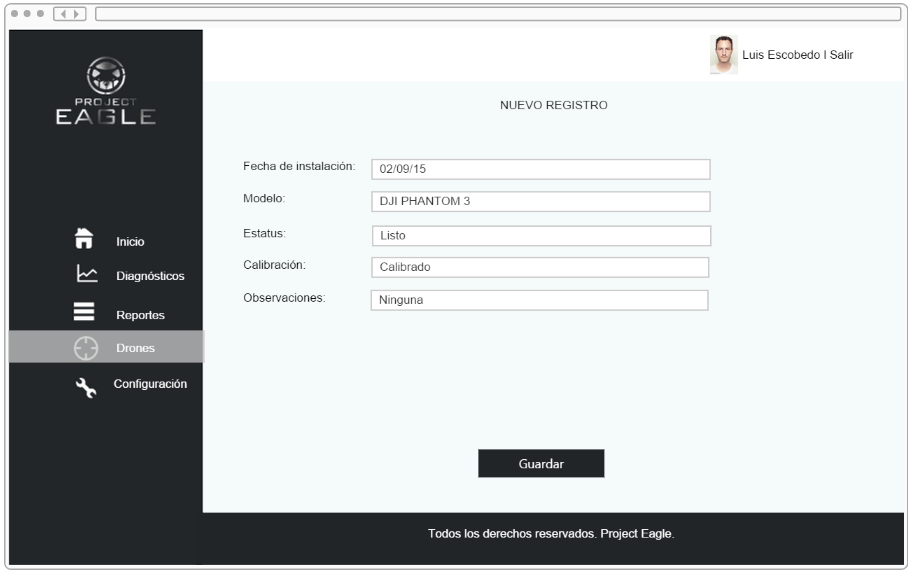 Luis Escobedo | Salir
PROJECT
EAGLE
NUEVO REGISTRO
Fecha de instalación: 02/09/15
Modelo: DJI PHANTOM 3
Estatus: Listo
Calibración: Calibrado
Observaciones: Ninguna
Inicio
Diagnósticos
Reportes
Drones
Configuración
Guardar
Todos los derechos reservados. Project Eagle.